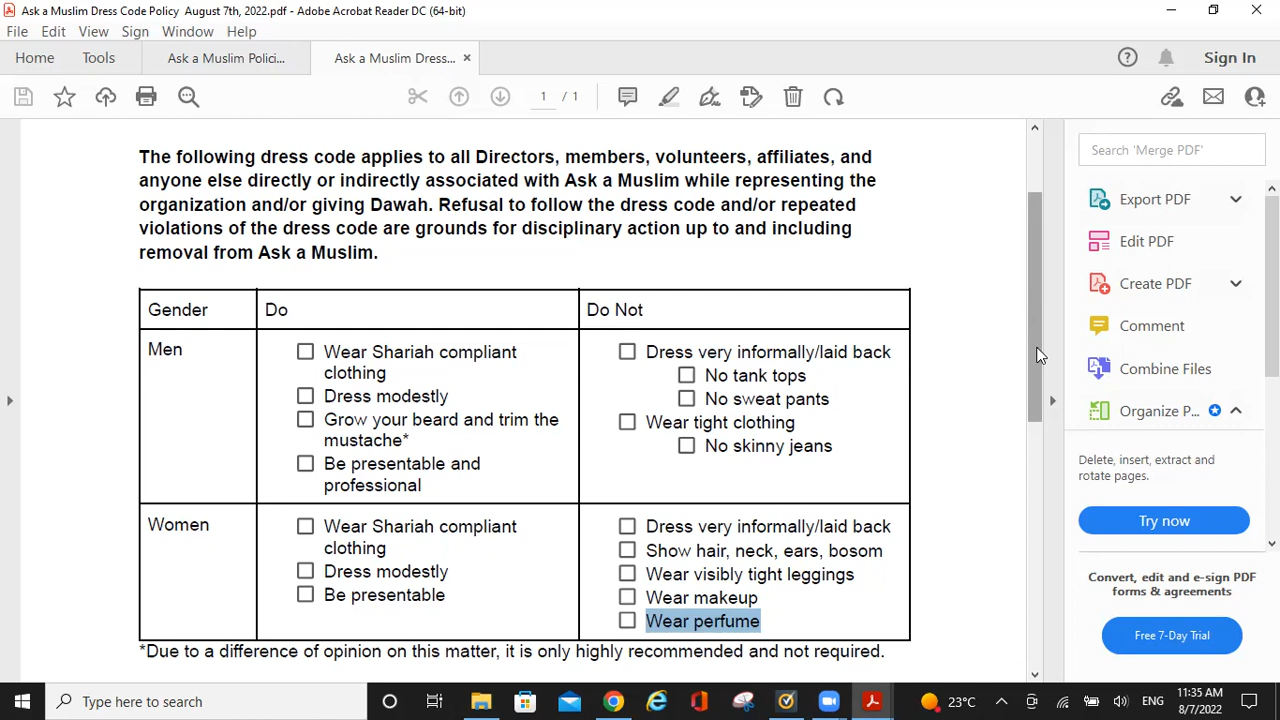 Ask a Muslim Dress Code Policy August 7th, 2022.pdf - Adobe Acrobat Reader DC (64-bit)
File Edit View Sign Window Help
Home Tools Ask a Muslim Polici... Ask a Muslim Dress... × Sign In
1 / 1
The following dress code applies to all Directors, members, volunteers, affiliates, and
anyone else directly or indirectly associated with Ask a Muslim while representing the
organization and/or giving Dawah. Refusal to follow the dress code and/or repeated
violations of the dress code are grounds for disciplinary action up to and including
removal from Ask a Muslim.
Gender Do Do Not
Men
Wear Shariah compliant
clothing
Dress modestly
Grow your beard and trim the
mustache*
Be presentable and
professional
Dress very informally/laid back
No tank tops
No sweat pants
Wear tight clothing
No skinny jeans
Women
Wear Shariah compliant
clothing
Dress modestly
Be presentable
Dress very informally/laid back
Show hair, neck, ears, bosom
Wear visibly tight leggings
Wear makeup
Wear perfume
*Due to a difference of opinion on this matter, it is only highly recommended and not required.
Search 'Merge PDF'
Export PDF
Edit PDF
Create PDF
Comment
Combine Files
Organize P...
Delete, insert, extract and
rotate pages.
Try now
Convert, edit and e-sign PDF
forms & agreements
Free 7-Day Trial
Type here to search
23°C
ENG
11:35 AM
8/7/2022